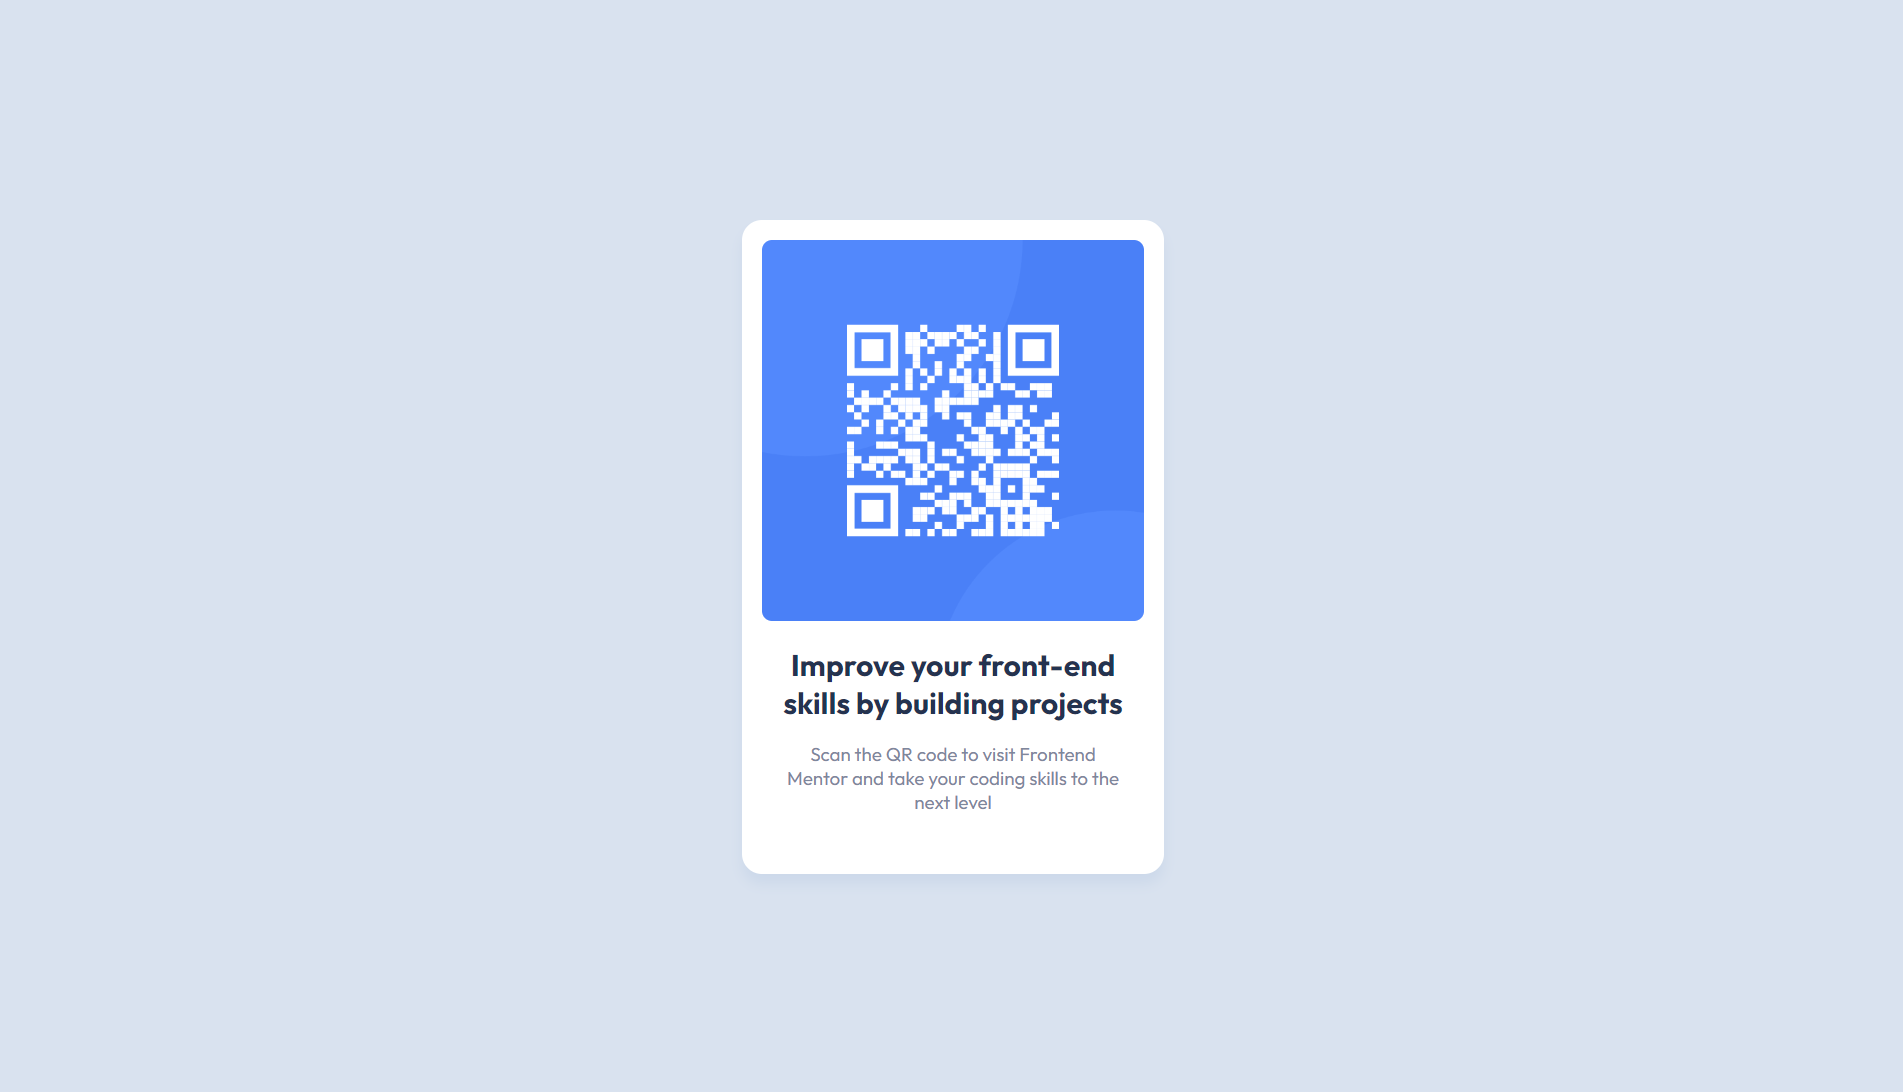 Improve your front-end
skills by building projects
Scan the QR code to visit Frontend
Mentor and take your coding skills to the
next level